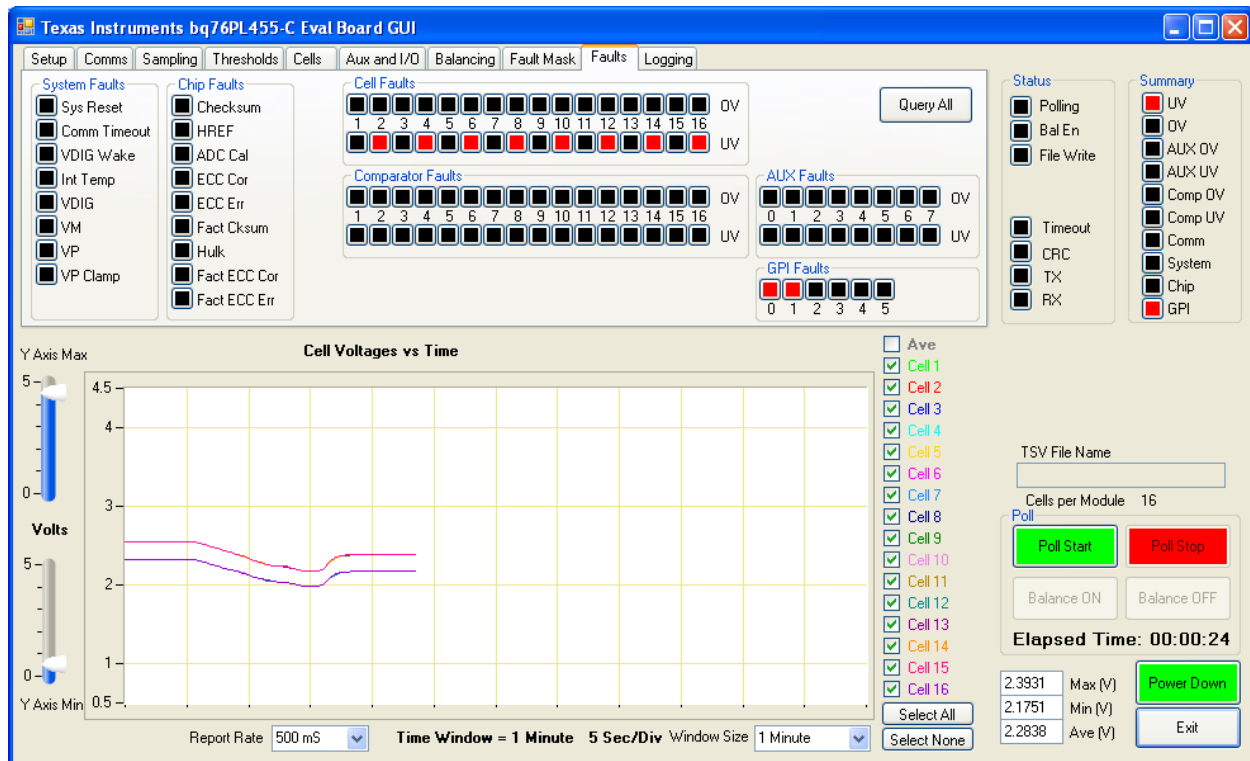 Texas Instruments bq76PL455-C Eval Board GUI
Setup Comms Sampling Thresholds Cells Aux and I/O Balancing Fault Mask Faults Logging
System Faults
Sys Reset
Comm Timeout
VDIG Wake
Int Temp
VDIG
VM
VP
VP Clamp
Chip Faults
Checksum
HREF
ADC Cal
ECC Cor
ECC Err
Fact Cksum
Hulk
Fact ECC Cor
Fact ECC Err
Cell Faults
OV
1 2 3 4 5 6 7 8 9 10 11 12 13 14 15 16
UV
Comparator Faults
OV
1 2 3 4 5 6 7 8 9 10 11 12 13 14 15 16
UV
Query All
AUX Faults
OV
0 1 2 3 4 5 6 7
UV
GPI Faults
0 1 2 3 4 5
Status
Polling
Bal En
File Write
Timeout
CRC
TX
RX
Summary
UV
OV
AUX OV
AUX UV
Comp OV
Comp UV
Comm
System
Chip
GPI
Y Axis Max
5
0
Volts
5
0
Y Axis Min
Cell Voltages vs Time
4.5
4
3
2
1
0.5
Ave
Cell 1
Cell 2
Cell 3
Cell 4
Cell 5
Cell 6
Cell 7
Cell 8
Cell 9
Cell 10
Cell 11
Cell 12
Cell 13
Cell 14
Cell 15
Cell 16
Select All
Select None
Report Rate 500 mS
Time Window = 1 Minute 5 Sec/Div
Window Size 1 Minute
TSV File Name
Cells per Module 16
Poll
Poll Start Poll Stop
Balance ON Balance OFF
Elapsed Time: 00:00:24
2.3931 Max (V)
2.1751 Min (V)
2.2838 Ave (V)
Power Down
Exit